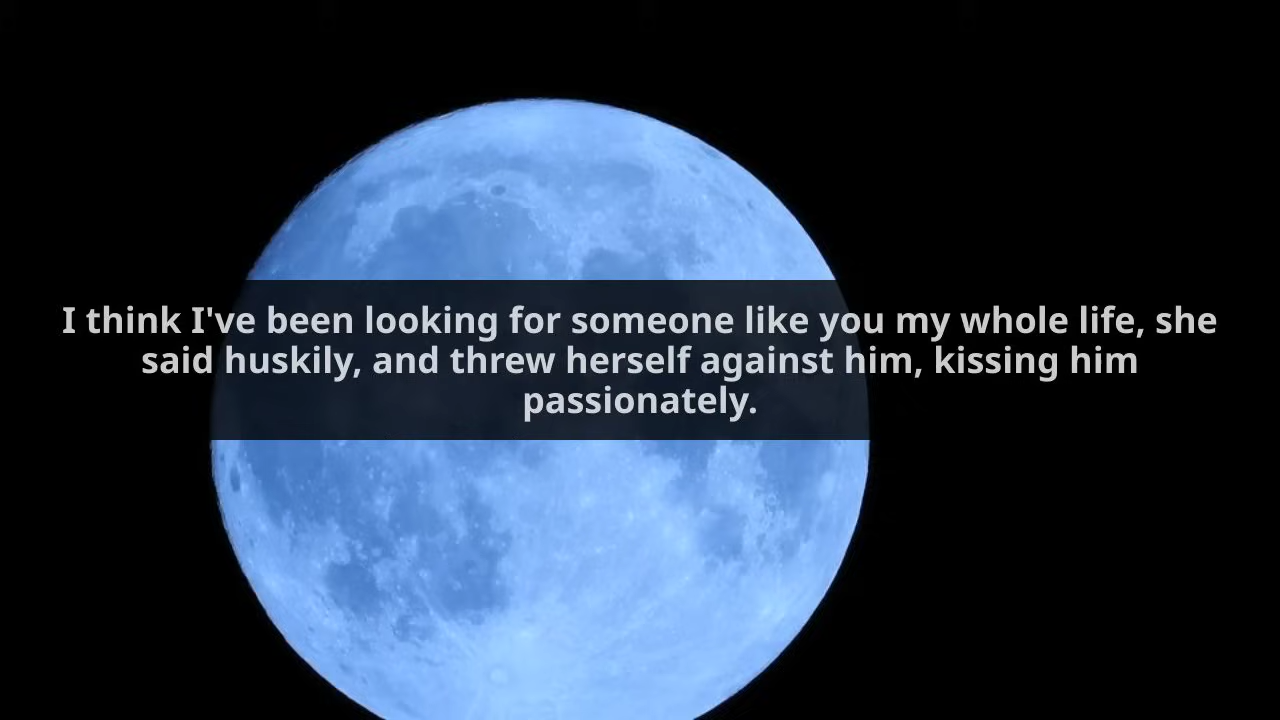 I think I've been looking for someone like you my whole life, she
said huskily, and threw herself against him, kissing him
passionately.